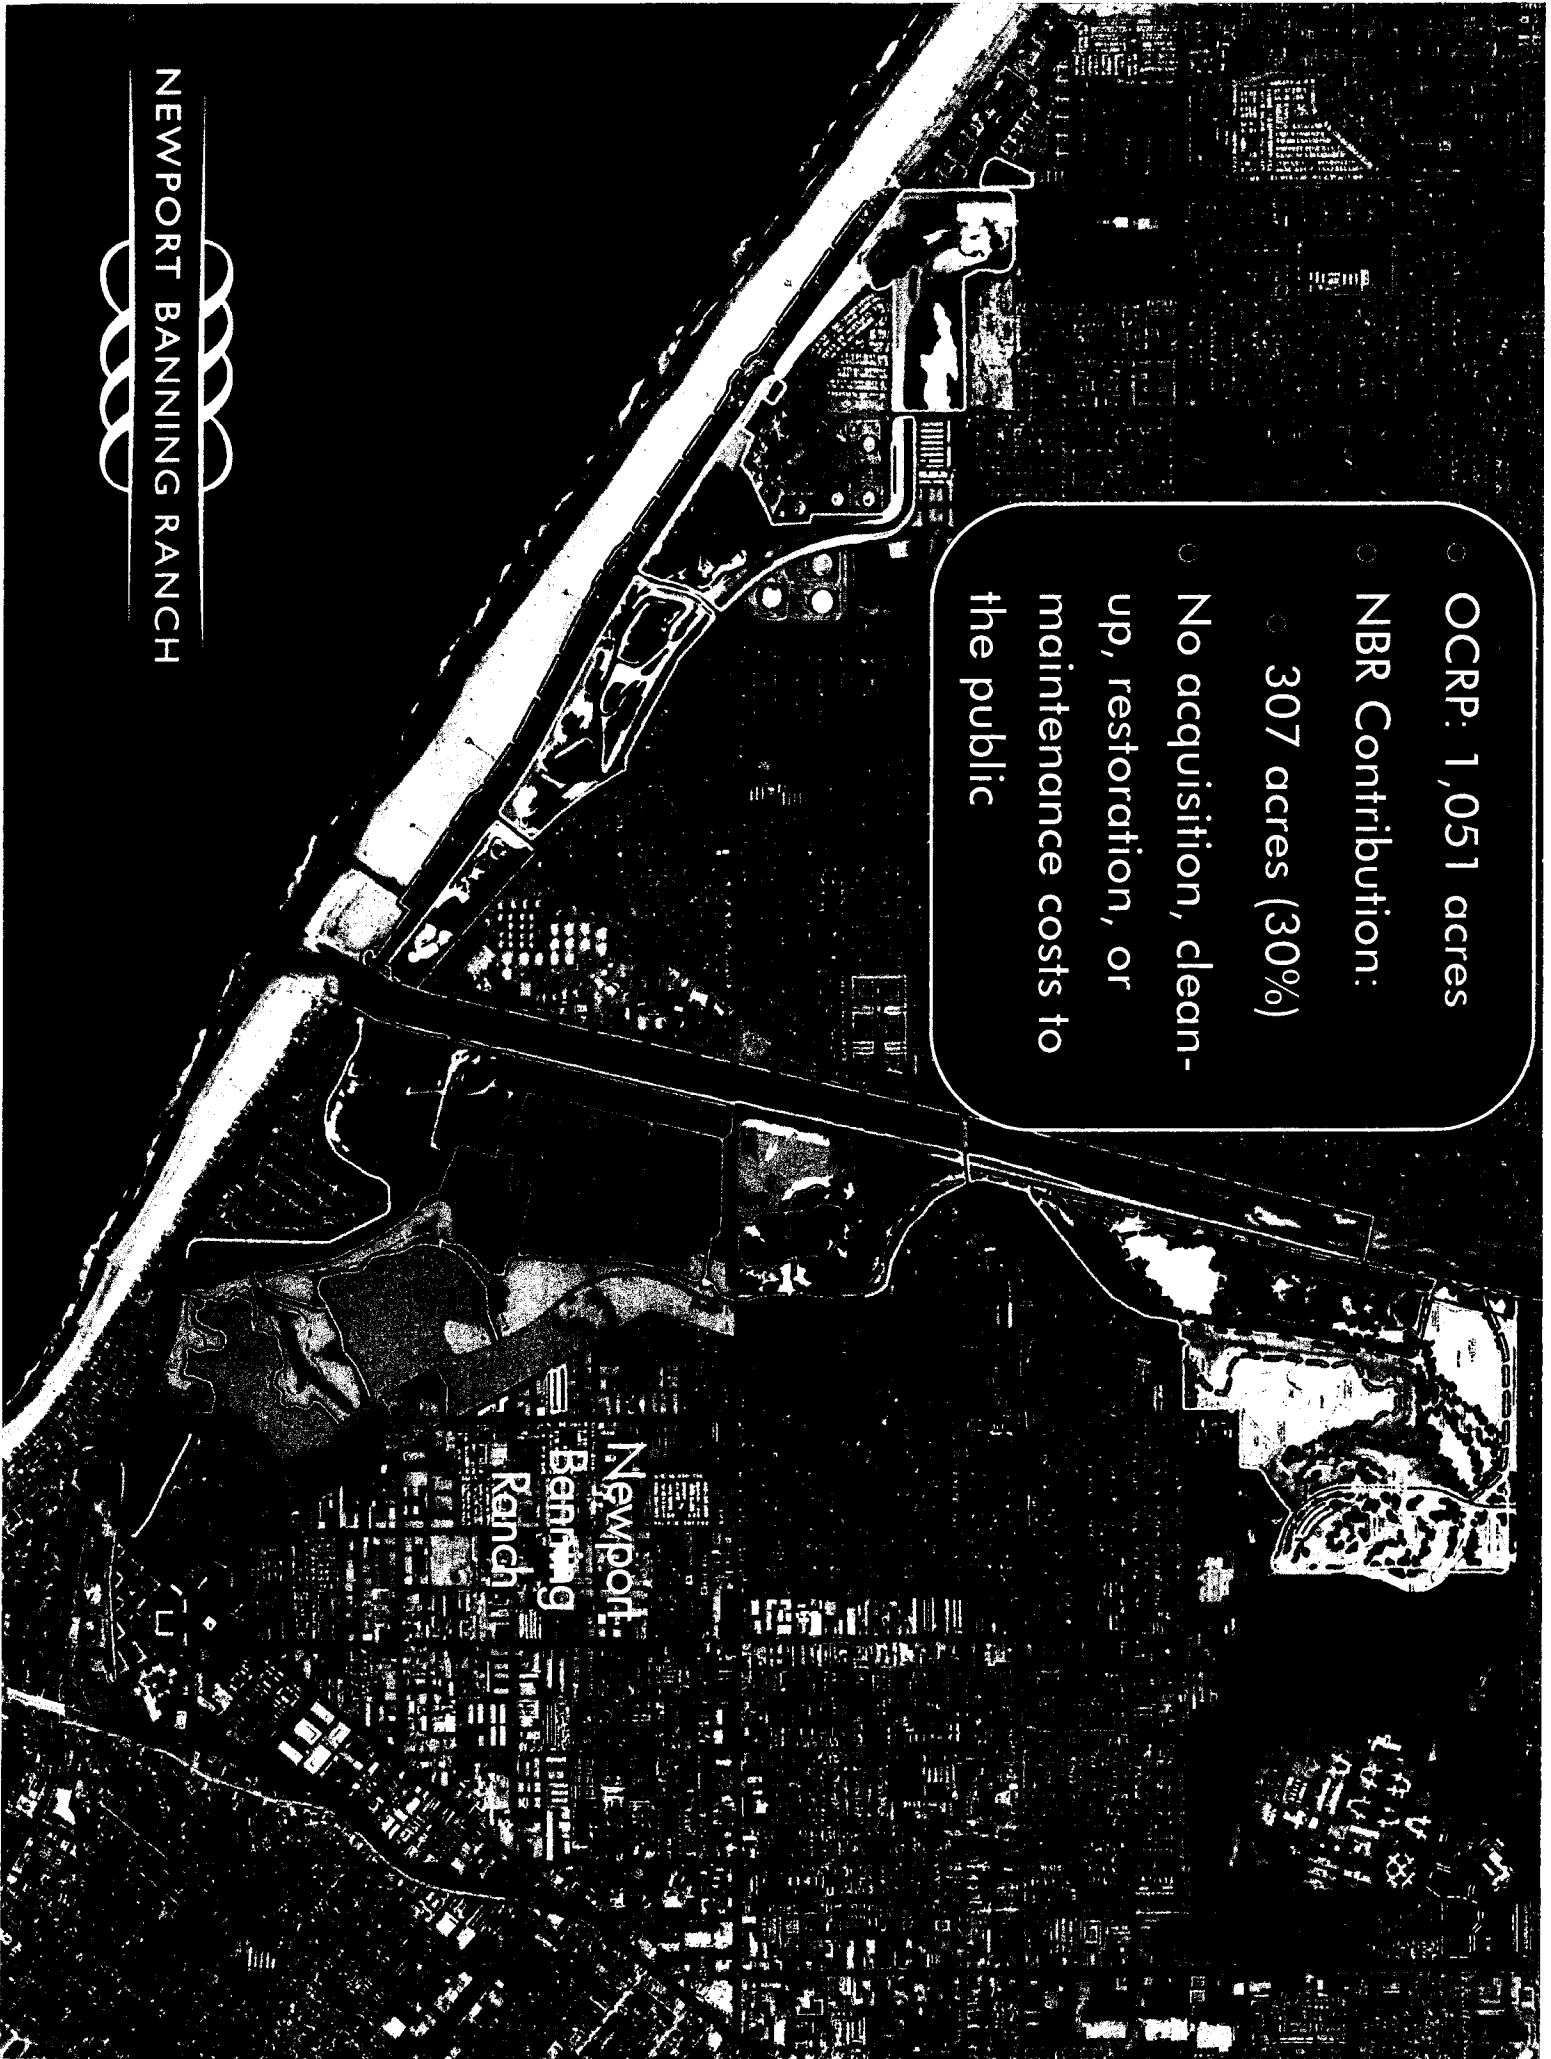 OCRP: 1,051 acres
NBR Contribution:
307 acres (30%)
No acquisition, clean-
up, restoration, or
maintenance costs to
the public
Newport
Banning
Ranch
NEWPORT BANNING RANCH